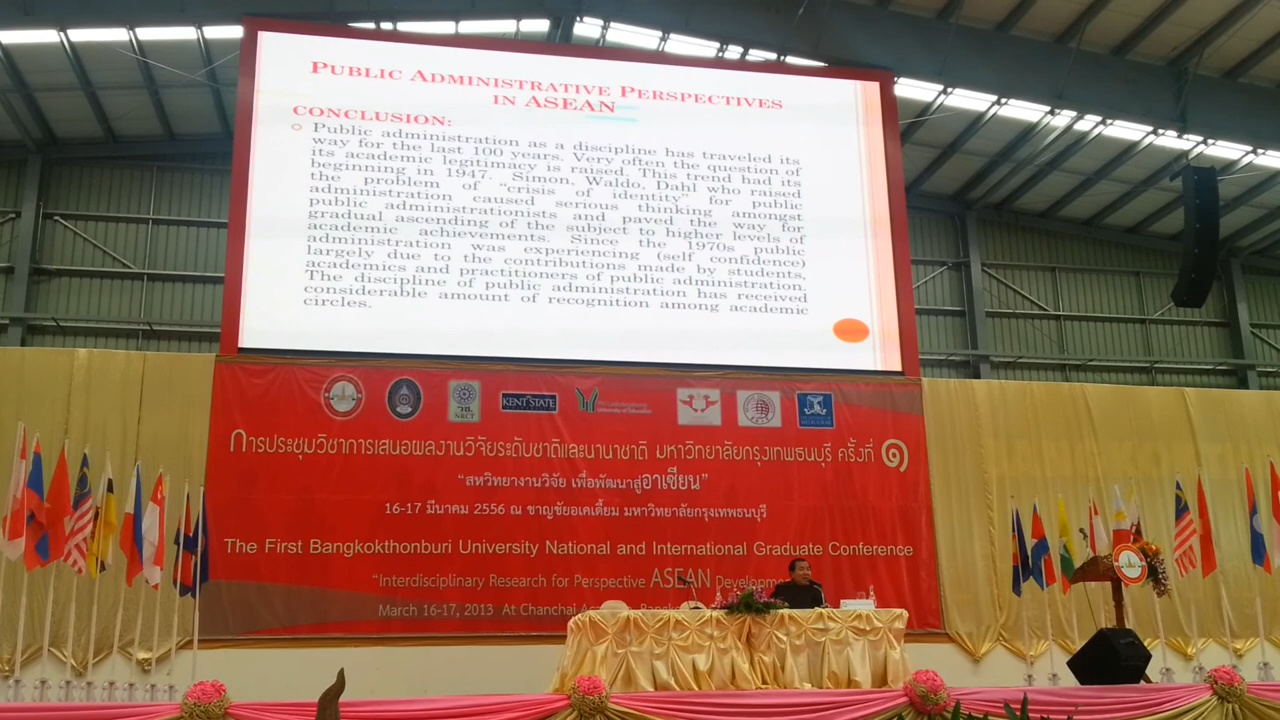 PUBLIC ADMINISTRATIVE PERSPECTIVES
IN ASEAN
CONCLUSION:
Public administration as a discipline has traveled its
way for the last 100 years. Very often the question of
its academic legitimacy is raised. This trend had its
beginning in 1947. Simon, Waldo, Dahl who raised
the problem of "crisis of identity" for public
administration caused serious thinking amongst
public administrationists and paved the way for
gradual ascending of the subject to higher levels of
academic achievements. Since the 1970s public
administration was experiencing (self confidence)
largely due to the contributions made by students,
academics and practitioners of public administration.
The discipline of public administration has received
considerable amount of recognition among academic
circles.
วช.
NRCT
KENT STATE
University of Education
การประชุมวิชาการเสนอผลงานวิจัยระดับชาติและนานาชาติ มหาวิทยาลัยกรุงเทพธนบุรี ครั้งที่ ๑
"สหวิทยางานวิจัย เพื่อพัฒนาสู่อาเซียน"
16-17 มีนาคม 2556 ณ ชาญชัยอคาเดี้ยม มหาวิทยาลัยกรุงเทพธนบุรี
The First Bangkokthonburi University National and International Graduate Conference
"Interdisciplinary Research for Perspective ASEAN Developme
March 16-17, 2013 At Chanchai